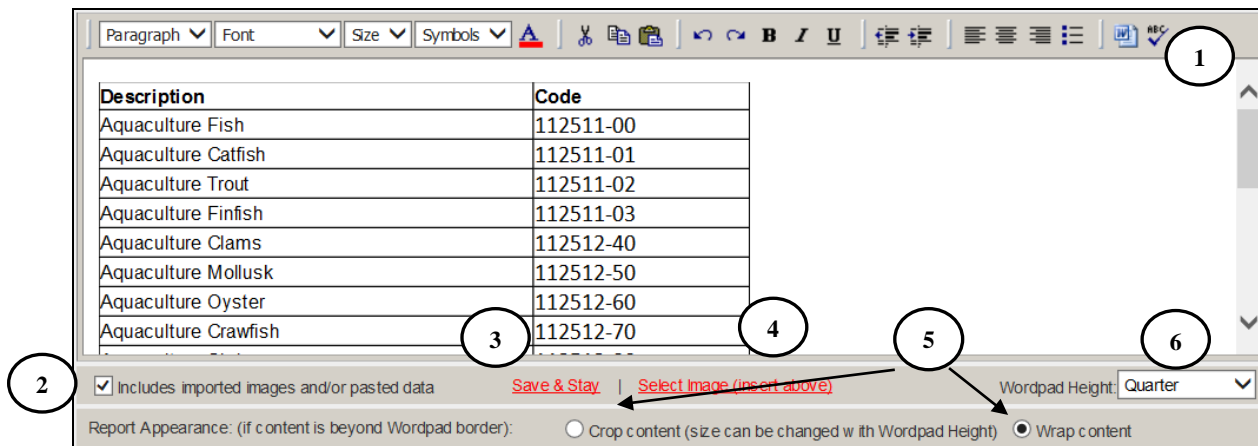 Paragraph Font Size Symbols A B I U W ABC
1
Description Code
Aquaculture Fish 112511-00
Aquaculture Catfish 112511-01
Aquaculture Trout 112511-02
Aquaculture Finfish 112511-03
Aquaculture Clams 112512-40
Aquaculture Mollusk 112512-50
Aquaculture Oyster 112512-60
Aquaculture Crawfish 112512-70
3 4 5 6
2 Includes imported images and/or pasted data Save & Stay | Select Image (insert above) Wordpad Height: Quarter
Report Appearance: (if content is beyond Wordpad border): Crop content (size can be changed with Wordpad Height) Wrap content